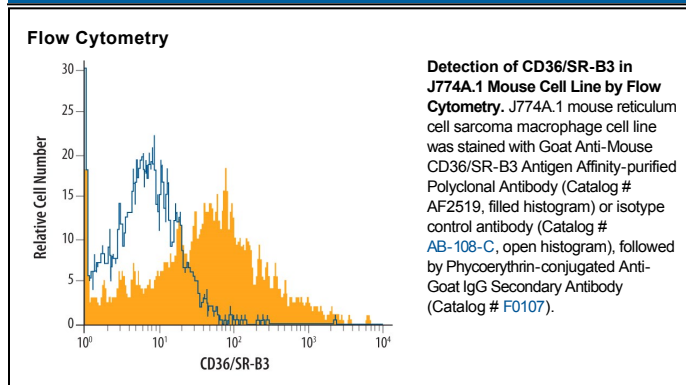 Flow Cytometry
30
25
20
15
10
5
0
Relative Cell Number
10⁰
10¹
10²
10³
10⁴
CD36/SR-B3
Detection of CD36/SR-B3 in
J774A.1 Mouse Cell Line by Flow
Cytometry. J774A.1 mouse reticulum
cell sarcoma macrophage cell line
was stained with Goat Anti-Mouse
CD36/SR-B3 Antigen Affinity-purified
Polyclonal Antibody (Catalog #
AF2519, filled histogram) or isotype
control antibody (Catalog #
AB-108-C, open histogram), followed
by Phycoerythrin-conjugated Anti-
Goat IgG Secondary Antibody
(Catalog # F0107).